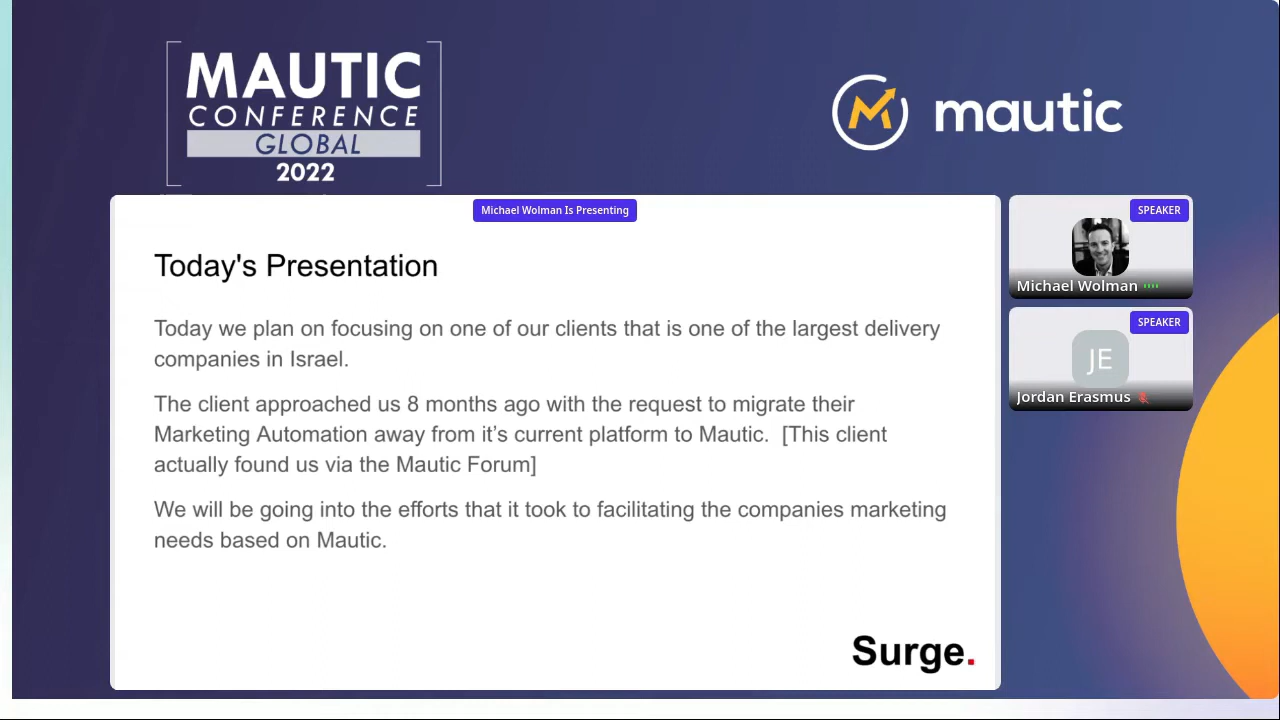 MAUTIC
CONFERENCE
GLOBAL
2022
mautic
Michael Wolman Is Presenting
Today's Presentation
Today we plan on focusing on one of our clients that is one of the largest delivery
companies in Israel.
The client approached us 8 months ago with the request to migrate their
Marketing Automation away from it’s current platform to Mautic.  [This client
actually found us via the Mautic Forum]
We will be going into the efforts that it took to facilitating the companies marketing
needs based on Mautic.
Surge.
SPEAKER
Michael Wolman
SPEAKER
JE
Jordan Erasmus